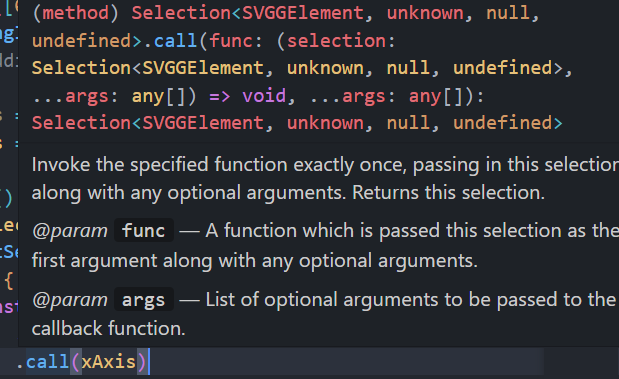 (method) Selection<SVGGElement, unknown, null,
undefined>.call(func: (selection:
Selection<SVGGElement, unknown, null, undefined>,
...args: any[]) => void, ...args: any[]):
Selection<SVGGElement, unknown, null, undefined>
Invoke the specified function exactly once, passing in this selection
along with any optional arguments. Returns this selection.
@param func — A function which is passed this selection as the
first argument along with any optional arguments.
@param args — List of optional arguments to be passed to the
callback function.
.call(xAxis)